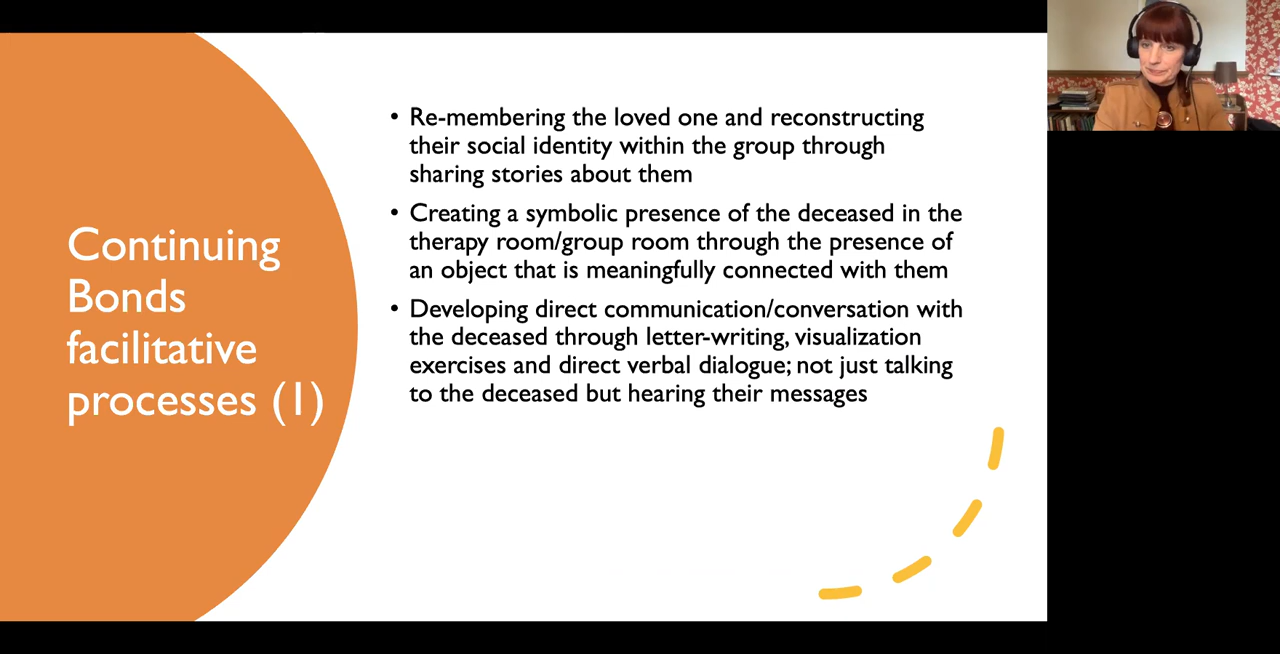 Continuing
Bonds
facilitative
processes (1)
• Re-membering the loved one and reconstructing
their social identity within the group through
sharing stories about them
• Creating a symbolic presence of the deceased in the
therapy room/group room through the presence of
an object that is meaningfully connected with them
• Developing direct communication/conversation with
the deceased through letter-writing, visualization
exercises and direct verbal dialogue; not just talking
to the deceased but hearing their messages